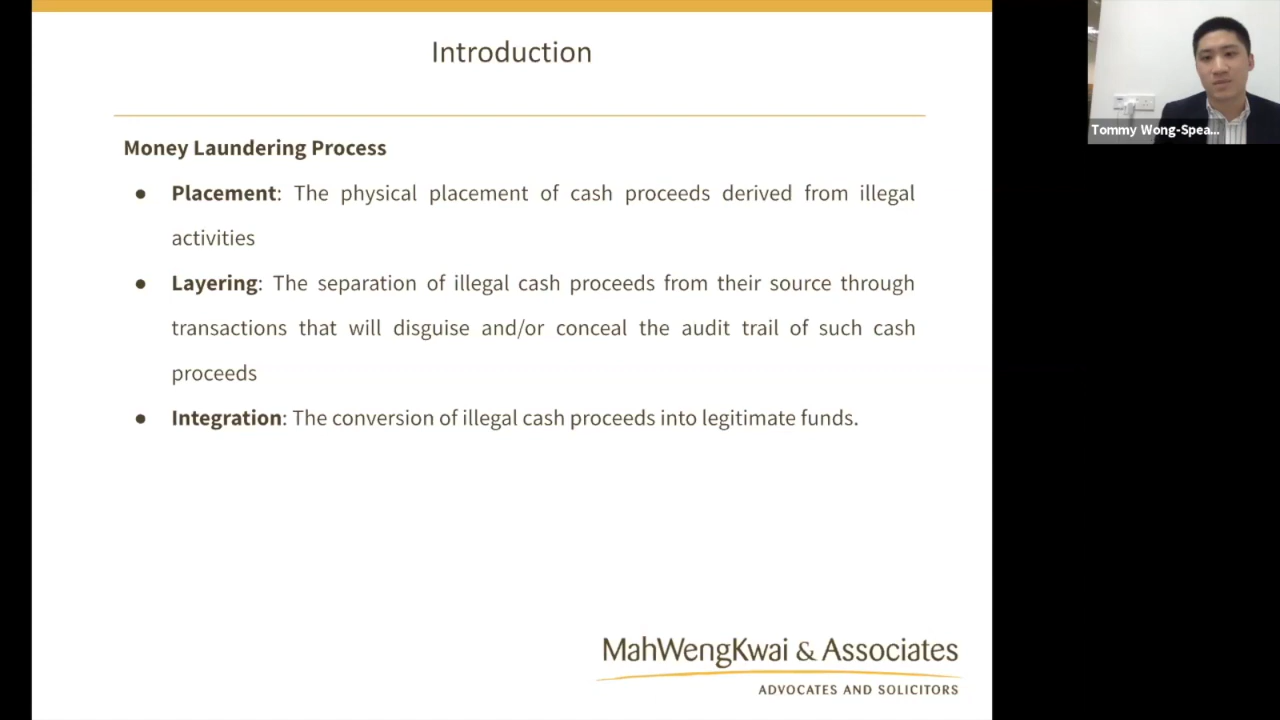 Introduction
Money Laundering Process
● Placement: The physical placement of cash proceeds derived from illegal
activities
● Layering: The separation of illegal cash proceeds from their source through
transactions that will disguise and/or conceal the audit trail of such cash
proceeds
● Integration: The conversion of illegal cash proceeds into legitimate funds.
MahWengKwai & Associates
ADVOCATES AND SOLICITORS
Tommy Wong-Spea...